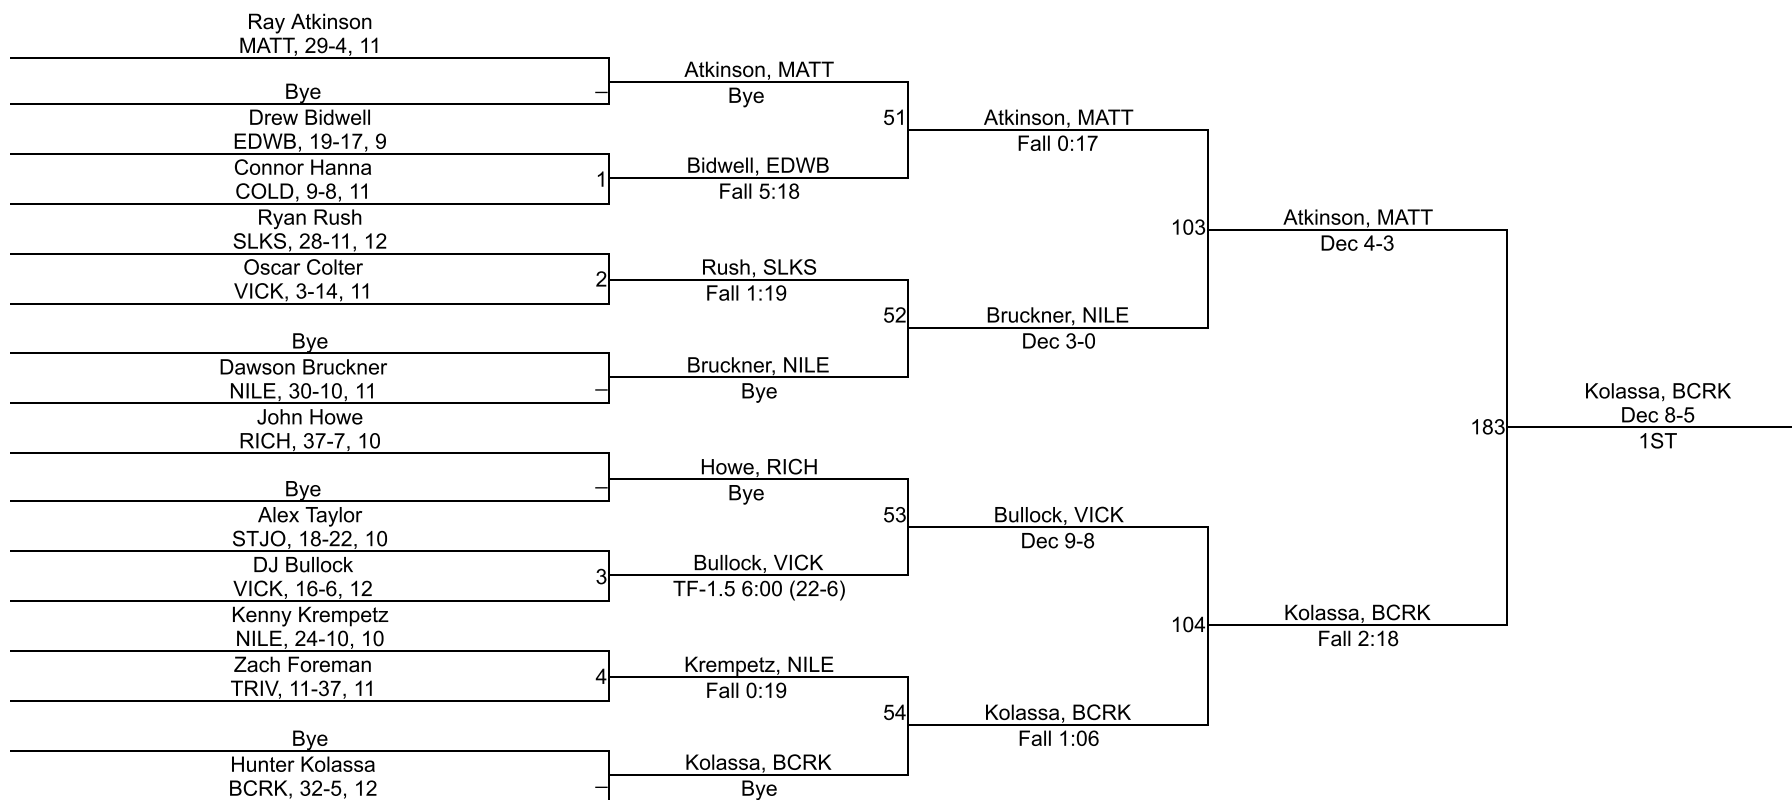 Ray Atkinson
MATT, 29-4, 11
Bye
–
Drew Bidwell
EDWB, 19-17, 9
Connor Hanna
COLD, 9-8, 11
1
Ryan Rush
SLKS, 28-11, 12
Oscar Colter
VICK, 3-14, 11
2
Bye
Dawson Bruckner
NILE, 30-10, 11
–
John Howe
RICH, 37-7, 10
Bye
–
Alex Taylor
STJO, 18-22, 10
DJ Bullock
VICK, 16-6, 12
3
Kenny Krempetz
NILE, 24-10, 10
Zach Foreman
TRIV, 11-37, 11
4
Bye
Hunter Kolassa
BCRK, 32-5, 12
–
Atkinson, MATT
Bye
51
Bidwell, EDWB
Fall 5:18
Rush, SLKS
Fall 1:19
52
Bruckner, NILE
Bye
Howe, RICH
Bye
53
Bullock, VICK
TF-1.5 6:00 (22-6)
Krempetz, NILE
Fall 0:19
54
Kolassa, BCRK
Bye
Atkinson, MATT
Fall 0:17
103
Bruckner, NILE
Dec 3-0
Bullock, VICK
Dec 9-8
104
Kolassa, BCRK
Fall 1:06
Atkinson, MATT
Dec 4-3
183
Kolassa, BCRK
Fall 2:18
Kolassa, BCRK
Dec 8-5
1ST